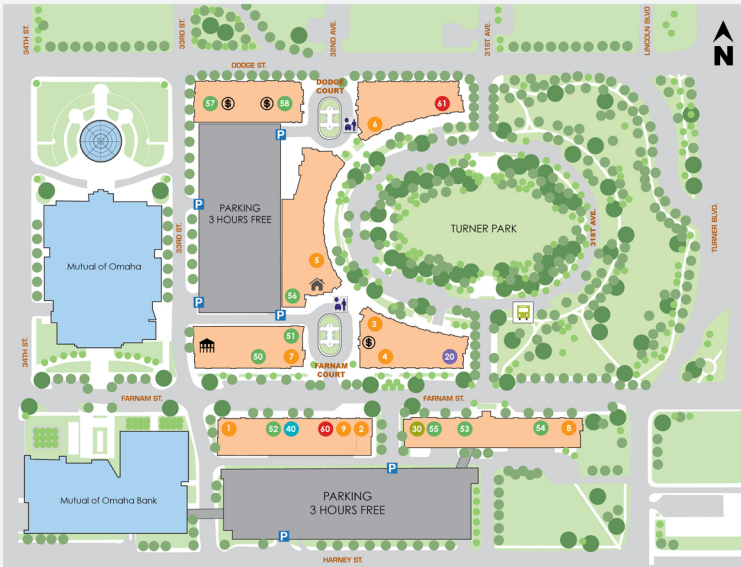 34TH ST.
33RD ST.
32ND AVE.
31ST AVE.
LINCOLN BLVD
N
DODGE ST.
DODGE
COURT
57
$
$
58
61
6
P
PARKING
3 HOURS FREE
P
TURNER PARK
33RD ST.
31ST AVE.
TURNER BLVD.
Mutual of Omaha
5
56
P
P
3
51
50
7
$
4
20
34TH ST.
FARNAM
COURT
FARNAM ST.
FARNAM ST.
1
52
40
60
9
2
30
55
53
54
8
P
Mutual of Omaha Bank
PARKING
3 HOURS FREE
P
HARNEY ST.